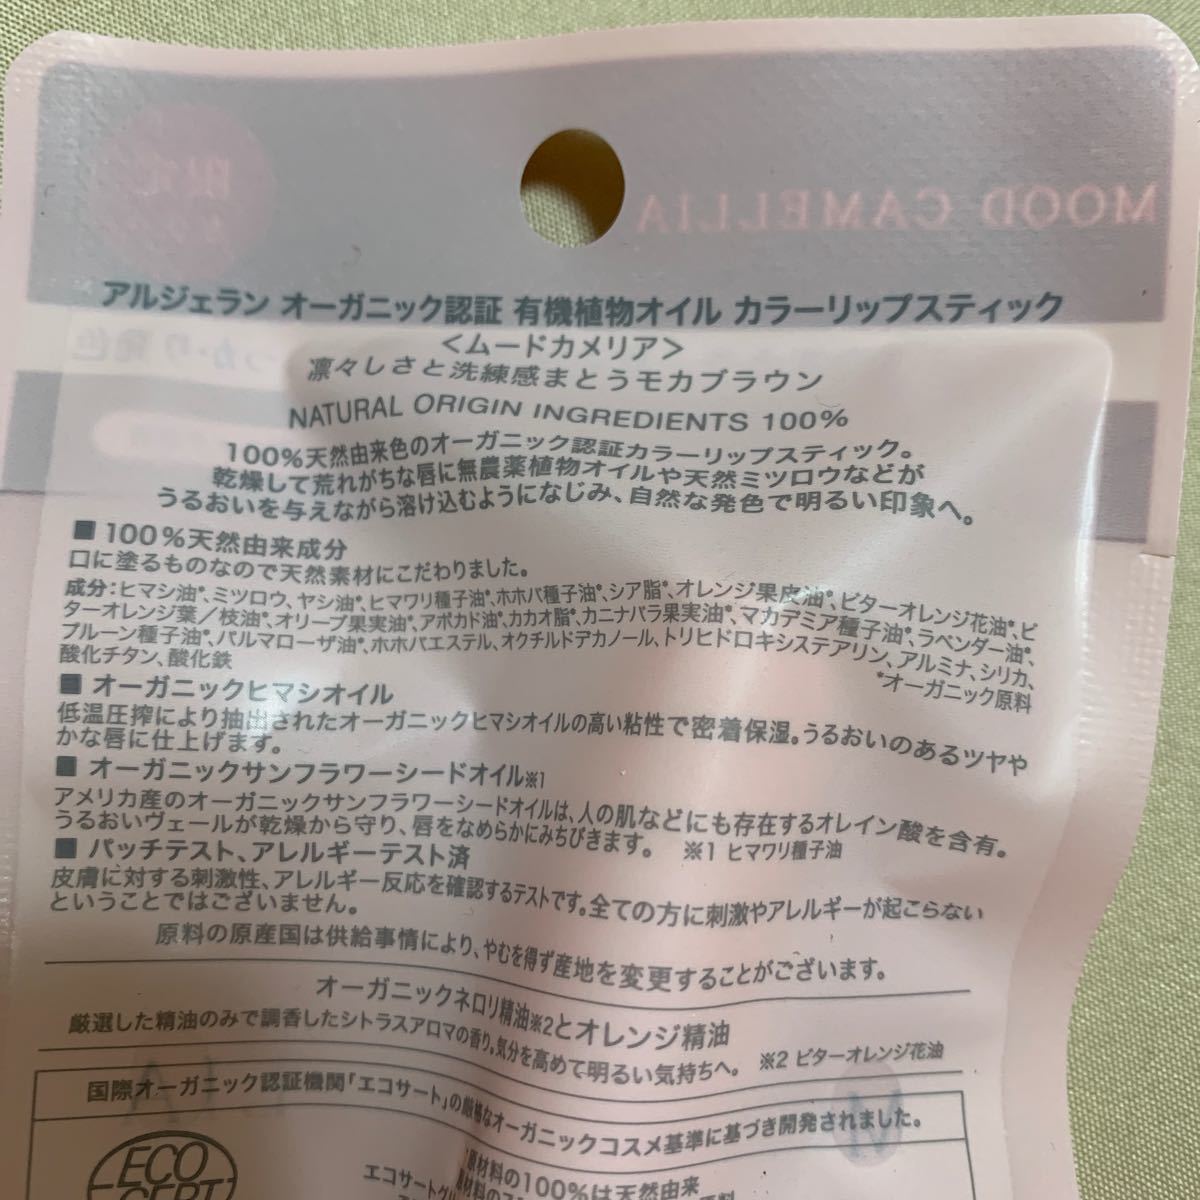 MOOD CAMELLIA
限定
アルジェラン オーガニック認証 有機植物オイル カラーリップスティック
<ムードカメリア>
凛々しさと洗練感まとうモカブラウン
NATURAL ORIGIN INGREDIENTS 100%
100%天然由来色のオーガニック認証カラーリップスティック。
乾燥して荒れがちな唇に無農薬植物オイルや天然ミツロウなどが
うるおいを与えながら溶け込むようになじみ、自然な発色で明るい印象へ。
■ 100%天然由来成分
口に塗るものなので天然素材にこだわりました。
成分:ヒマシ油*、ミツロウ、ヤシ油*、ヒマワリ種子油*、ホホバ種子油*、シア脂*、オレンジ果皮油*、ビターオレンジ花油*、ビ
ターオレンジ葉/枝油*、オリーブ果実油*、アボカド油*、カカオ脂*、カニナバラ果実油*、マカデミア種子油*、ラベンダー油*、
プルーン種子油*、パルマローザ油*、ホホバエステル、オクチルドデカノール、トリヒドロキシステアリン、アルミナ、シリカ、
酸化チタン、酸化鉄
*オーガニック原料
■ オーガニックヒマシオイル
低温圧搾により抽出されたオーガニックヒマシオイルの高い粘性で密着保湿。うるおいのあるツヤや
かな唇に仕上げます。
■ オーガニックサンフラワーシードオイル※1
アメリカ産のオーガニックサンフラワーシードオイルは、人の肌などにも存在するオレイン酸を含有。
うるおいヴェールが乾燥から守り、唇をなめらかにみちびきます。 ※1 ヒマワリ種子油
■ パッチテスト、アレルギーテスト済
皮膚に対する刺激性、アレルギー反応を確認するテストです。全ての方に刺激やアレルギーが起こらない
ということではございません。
原料の原産国は供給事情により、やむを得ず産地を変更することがございます。
オーガニックネロリ精油※2とオレンジ精油
厳選した精油のみで調香したシトラスアロマの香り。気分を高めて明るい気持ちへ。 ※2 ビターオレンジ花油
国際オーガニック認証機関「エコサート」の厳格なオーガニックコスメ基準に基づき開発されました。
ECO
CERT
原材料の100%は天然由来
エコサートグ